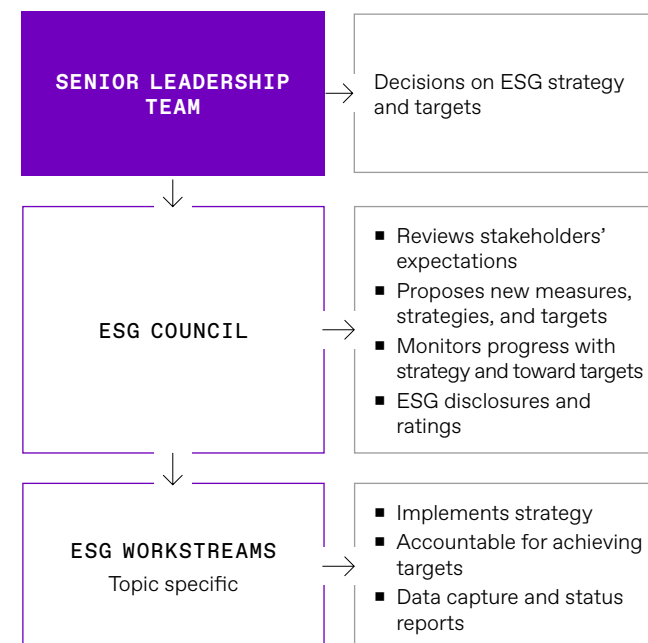 SENIOR LEADERSHIP
TEAM
Decisions on ESG strategy
and targets
ESG COUNCIL
▪ Reviews stakeholders’
expectations
▪ Proposes new measures,
strategies, and targets
▪ Monitors progress with
strategy and toward targets
▪ ESG disclosures and
ratings
ESG WORKSTREAMS
Topic specific
▪ Implements strategy
▪ Accountable for achieving
targets
▪ Data capture and status
reports